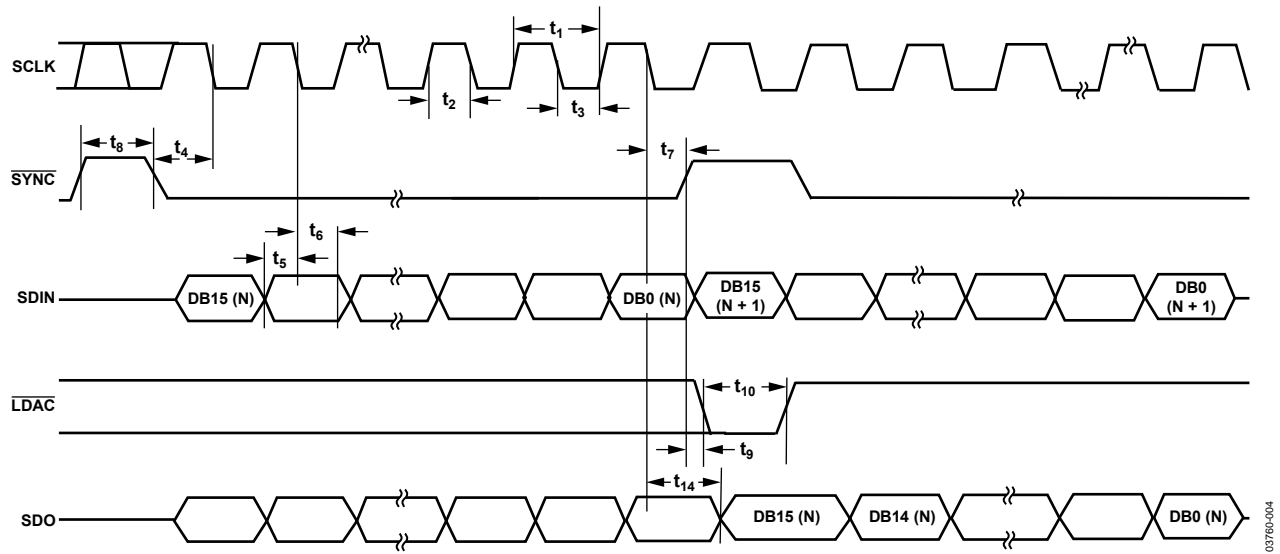 t1
SCLK
t2
t3
t8
t4
t7
SYNC
t6
t5
SDIN
DB15 (N)
DB0 (N)
DB15
(N + 1)
DB0
(N + 1)
t10
LDAC
t9
t14
SDO
DB15 (N)
DB14 (N)
DB0 (N)
03760-004